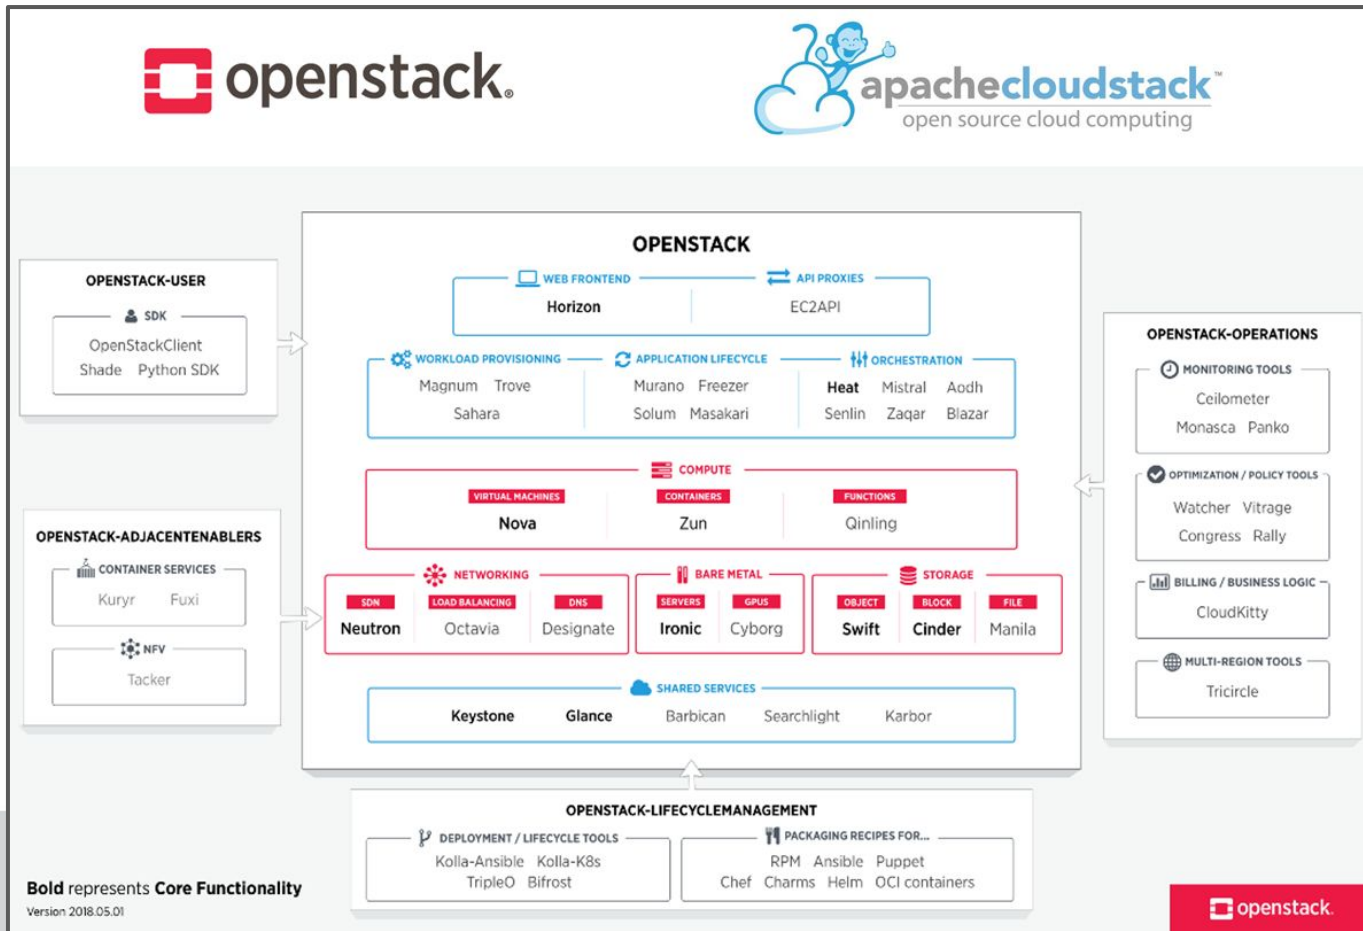 openstack.
apachecloudstack™
open source cloud computing
OPENSTACK
WEB FRONTEND
API PROXIES
Horizon
EC2API
WORKLOAD PROVISIONING
APPLICATION LIFECYCLE
ORCHESTRATION
Magnum Trove
Sahara
Murano Freezer
Solum Masakari
Heat Mistral Aodh
Senlin Zaqar Blazar
COMPUTE
VIRTUAL MACHINES
Nova
CONTAINERS
Zun
FUNCTIONS
Qinling
NETWORKING
SDN
Neutron
LOAD BALANCING
Octavia
DNS
Designate
BARE METAL
SERVERS
Ironic
GPUS
Cyborg
STORAGE
OBJECT
Swift
BLOCK
Cinder
FILE
Manila
SHARED SERVICES
Keystone Glance Barbican Searchlight Karbor
OPENSTACK-USER
SDK
OpenStackClient
Shade Python SDK
OPENSTACK-ADJACENTENABLERS
CONTAINER SERVICES
Kuryr Fuxi
NFV
Tacker
OPENSTACK-OPERATIONS
MONITORING TOOLS
Ceilometer
Monasca Panko
OPTIMIZATION / POLICY TOOLS
Watcher Vitrage
Congress Rally
BILLING / BUSINESS LOGIC
CloudKitty
MULTI-REGION TOOLS
Tricircle
OPENSTACK-LIFECYCLEMANAGEMENT
DEPLOYMENT / LIFECYCLE TOOLS
Kolla-Ansible Kolla-K8s
TripleO Bifrost
PACKAGING RECIPES FOR...
RPM Ansible Puppet
Chef Charms Helm OCI containers
Bold represents Core Functionality
Version 2018.05.01
openstack.